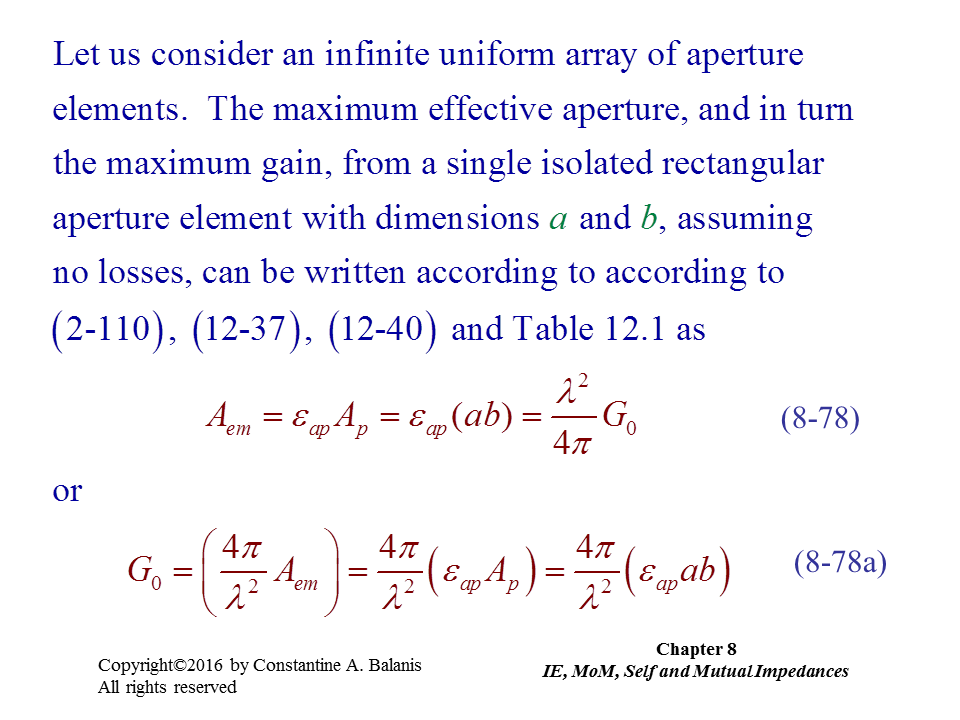 Let us consider an infinite uniform array of aperture
elements.  The maximum effective aperture, and in turn
the maximum gain, from a single isolated rectangular
aperture element with dimensions a and b, assuming
no losses, can be written according to according to
(2-110), (12-37), (12-40) and Table 12.1 as
A_em = ε_ap A_p = ε_ap (ab) = λ²/4π G_0 (8-78)
or
G_0 = (4π/λ² A_em) = 4π/λ² (ε_ap A_p) = 4π/λ² (ε_ap ab) (8-78a)
Copyright©2016 by Constantine A. Balanis
All rights reserved
Chapter 8
IE, MoM, Self and Mutual Impedances